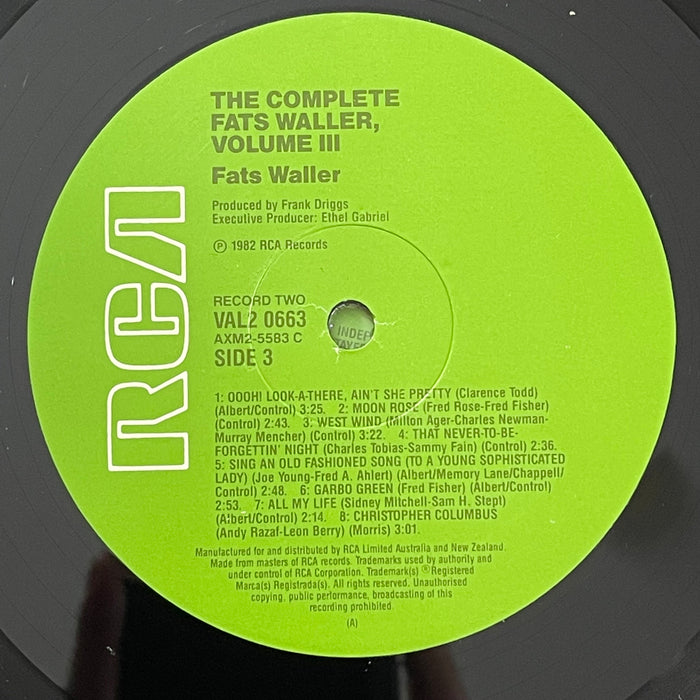 RCA
THE COMPLETE
FATS WALLER,
VOLUME III
Fats Waller
Produced by Frank Driggs
Executive Producer: Ethel Gabriel
Ⓟ 1982 RCA Records
RECORD TWO
VAL2 0663
AXM2-5583 C
SIDE 3
INDEP
1: OOOH! LOOK-A-THERE, AIN'T SHE PRETTY (Clarence Todd)
(Albert/Control) 3:25. 2: MOON ROSE (Fred Rose-Fred Fisher)
(Control) 2:43. 3: WEST WIND (Milton Ager-Charles Newman-
Murray Mencher) (Control) 3:22. 4: THAT NEVER-TO-BE-
FORGETTIN' NIGHT (Charles Tobias-Sammy Fain) (Control) 2:36.
5: SING AN OLD FASHIONED SONG (TO A YOUNG SOPHISTICATED
LADY) (Joe Young-Fred A. Ahlert) (Albert/Memory Lane/Chappell/
Control) 2:48. 6: GARBO GREEN (Fred Fisher) (Albert/Control)
2:53. 7: ALL MY LIFE (Sidney Mitchell-Sam H. Stept)
(Albert/Control) 2:14. 8: CHRISTOPHER COLUMBUS
(Andy Razaf-Leon Berry) (Morris) 3:01.
Manufactured for and distributed by RCA Limited Australia and New Zealand.
Made from masters of RCA records. Trademarks used by authority and
under control of RCA Corporation. Trademark(s) ®Registered
Marca(s) Registrada(s). All rights reserved. Unauthorised
copying, public performance, broadcasting of this
recording prohibited.
(A)